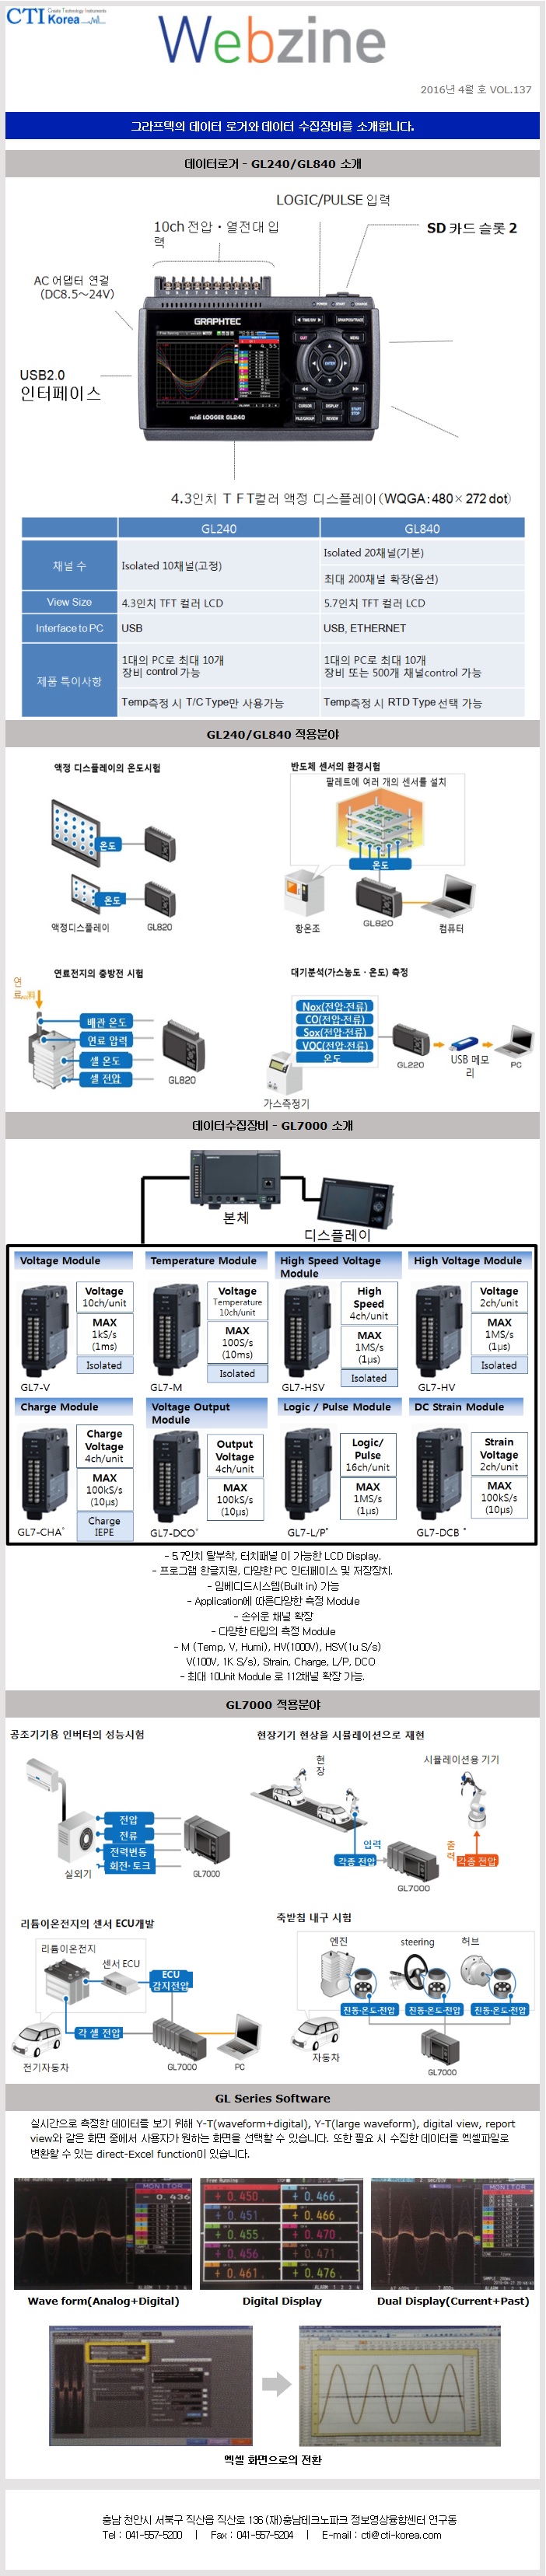 CTI Korea
Create Technology Instruments
Webzine
2016년 4월 호 VOL.137
그라프텍의 데이터 로거와 데이터 수집장비를 소개합니다.
데이터로거 - GL240/GL840 소개
LOGIC/PULSE 입력
10ch 전압・열전대 입
력
SD 카드 슬롯 2
AC 어댑터 연결
(DC8.5～24V)
USB2.0
인터페이스
GRAPHTEC
midi LOGGER GL240
4.3인치 ＴＦＴ컬러 액정 디스플레이(WQGA:480×272 dot)
GL240 GL840
채널 수 Isolated 10채널(고정) Isolated 20채널(기본)
최대 200채널 확장(옵션)
View Size 4.3인치 TFT 컬러 LCD 5.7인치 TFT 컬러 LCD
Interface to PC USB USB, ETHERNET
제품 특이사항
1대의 PC로 최대 10개
장비 control 가능
1대의 PC로 최대 10개
장비 또는 500개 채널control 가능
Temp측정 시 T/C Type만 사용가능 Temp측정 시 RTD Type 선택 가능
GL240/GL840 적용분야
액정 디스플레이의 온도시험
온도
온도
액정디스플레이 GL820
반도체 센서의 환경시험
팔레트에 여러 개의 센서를 설치
온도
항온조 GL820 컴퓨터
연료전지의 충방전 시험
연
료
배관 온도
연료 압력
셀 온도
셀 전압
GL820
대기분석(가스농도・온도) 측정
Nox(전압-전류)
CO(전압-전류)
Sox(전압-전류)
VOC(전압-전류)
온도
가스측정기
GL220
USB 메모
리
PC
데이터수집장비 - GL7000 소개
본체
디스플레이
Voltage Module
Voltage
10ch/unit
MAX
1kS/s
(1ms)
Isolated
GL7-V
Temperature Module
Voltage
Temperature
10ch/unit
MAX
100S/s
(10ms)
Isolated
GL7-M
High Speed Voltage
Module
High
Speed
4ch/unit
MAX
1MS/s
(1μs)
Isolated
GL7-HSV
High Voltage Module
Voltage
2ch/unit
MAX
1MS/s
(1μs)
Isolated
GL7-HV
Charge Module
Charge
Voltage
4ch/unit
MAX
100kS/s
(10μs)
Charge
IEPE
GL7-CHA*
Voltage Output
Module
Output
Voltage
4ch/unit
MAX
100kS/s
(10μs)
GL7-DCO*
Logic / Pulse Module
Logic/
Pulse
16ch/unit
MAX
1MS/s
(1μs)
GL7-L/P*
DC Strain Module
Strain
Voltage
2ch/unit
MAX
100kS/s
(10μs)
GL7-DCB *
- 5.7인치 탈부착, 터치패널 이 가능한 LCD Display.
- 프로그램 한글지원, 다양한 PC 인터페이스 및 저장장치.
- 임베디드시스템(Built in) 가능
- Application에 따른다양한 측정 Module
- 손쉬운 채널 확장
- 다양한 타입의 측정 Module
- M (Temp, V, Humi), HV(1000V), HSV(1u S/s)
V(100V, 1K S/s), Strain, Charge, L/P, DCO
- 최대 10Unit Module 로 112채널 확장 가능.
GL7000 적용분야
공조기기용 인버터의 성능시험
전압
전류
전력변동
회전·토크
실외기 GL7000
현장기기 현상을 시뮬레이션으로 재현
현
장
시뮬레이션용 기기
입력
각종 전압
출
력
각종 전압
GL7000
리튬이온전지의 센서 ECU개발
리튬이온전지
센서 ECU
ECU
감지전압
각 셀 전압
전기자동차 GL7000 PC
축받침 내구 시험
엔진 steering 허브
진동·온도·전압 진동·온도·전압 진동·온도·전압
자동차
GL7000
GL Series Software
실시간으로 측정한 데이터를 보기 위해 Y-T(waveform+digital), Y-T(large waveform), digital view, report
view와 같은 화면 중에서 사용자가 원하는 화면을 선택할 수 있습니다. 또한 필요 시 수집한 데이터를 엑셀파일로
변환할 수 있는 direct-Excel function이 있습니다.
MONITOR
0.436
+ 0.450 + 0.466
+ 0.451 + 0.466
+ 0.455 + 0.470
+ 0.456 + 0.471
+ 0.461 + 0.476
MONITOR
Wave form(Analog+Digital) Digital Display Dual Display(Current+Past)
엑셀 화면으로의 전환
충남 천안시 서북구 직산읍 직산로 136 (재)충남테크노파크 정보영상융합센터 연구동
Tel : 041-557-5200 | Fax : 041-557-5204 | E-mail : cti@cti-korea.com